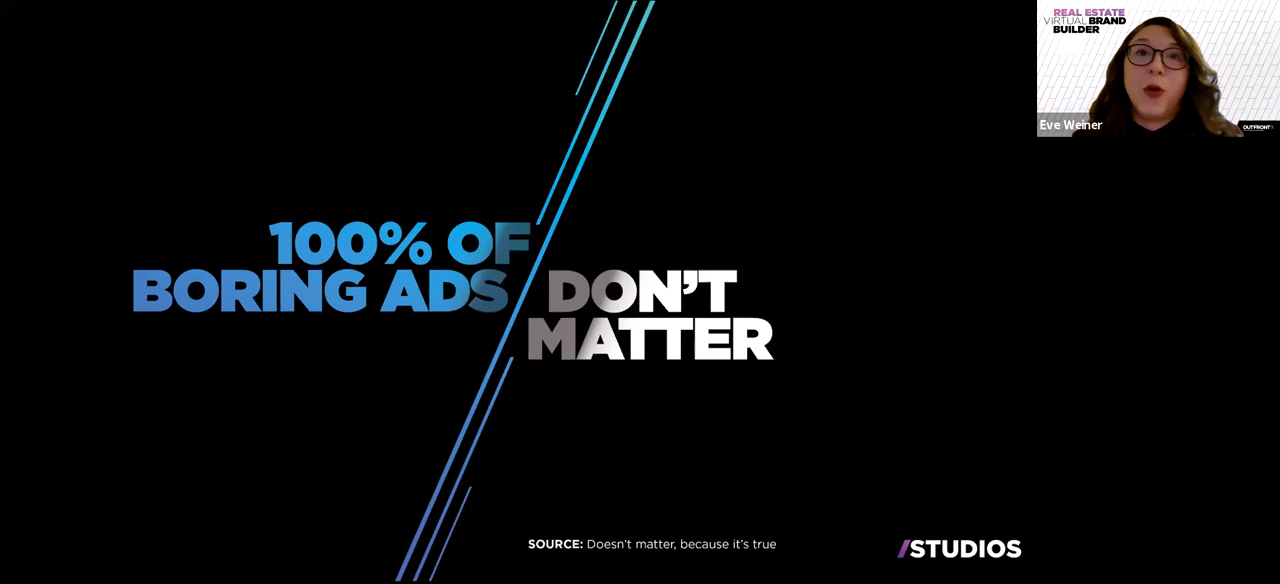 100% OF
BORING ADS
DON'T
MATTER
SOURCE: Doesn't matter, because it's true
/STUDIOS
REAL ESTATE
VIRTUAL BRAND
BUILDER
Eve Weiner
OUTFRONT/